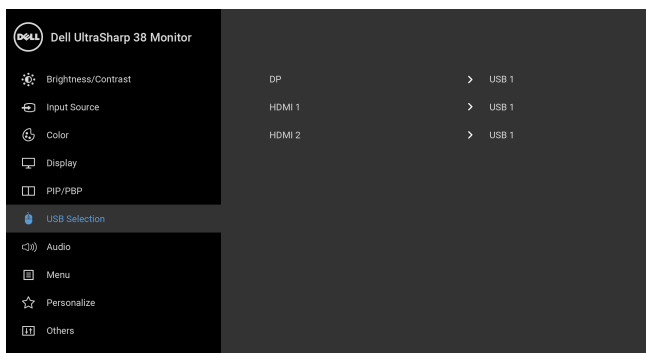 DELL Dell UltraSharp 38 Monitor
Brightness/Contrast
DP USB 1
Input Source
HDMI 1 USB 1
Color
HDMI 2 USB 1
Display
PIP/PBP
USB Selection
Audio
Menu
Personalize
Others